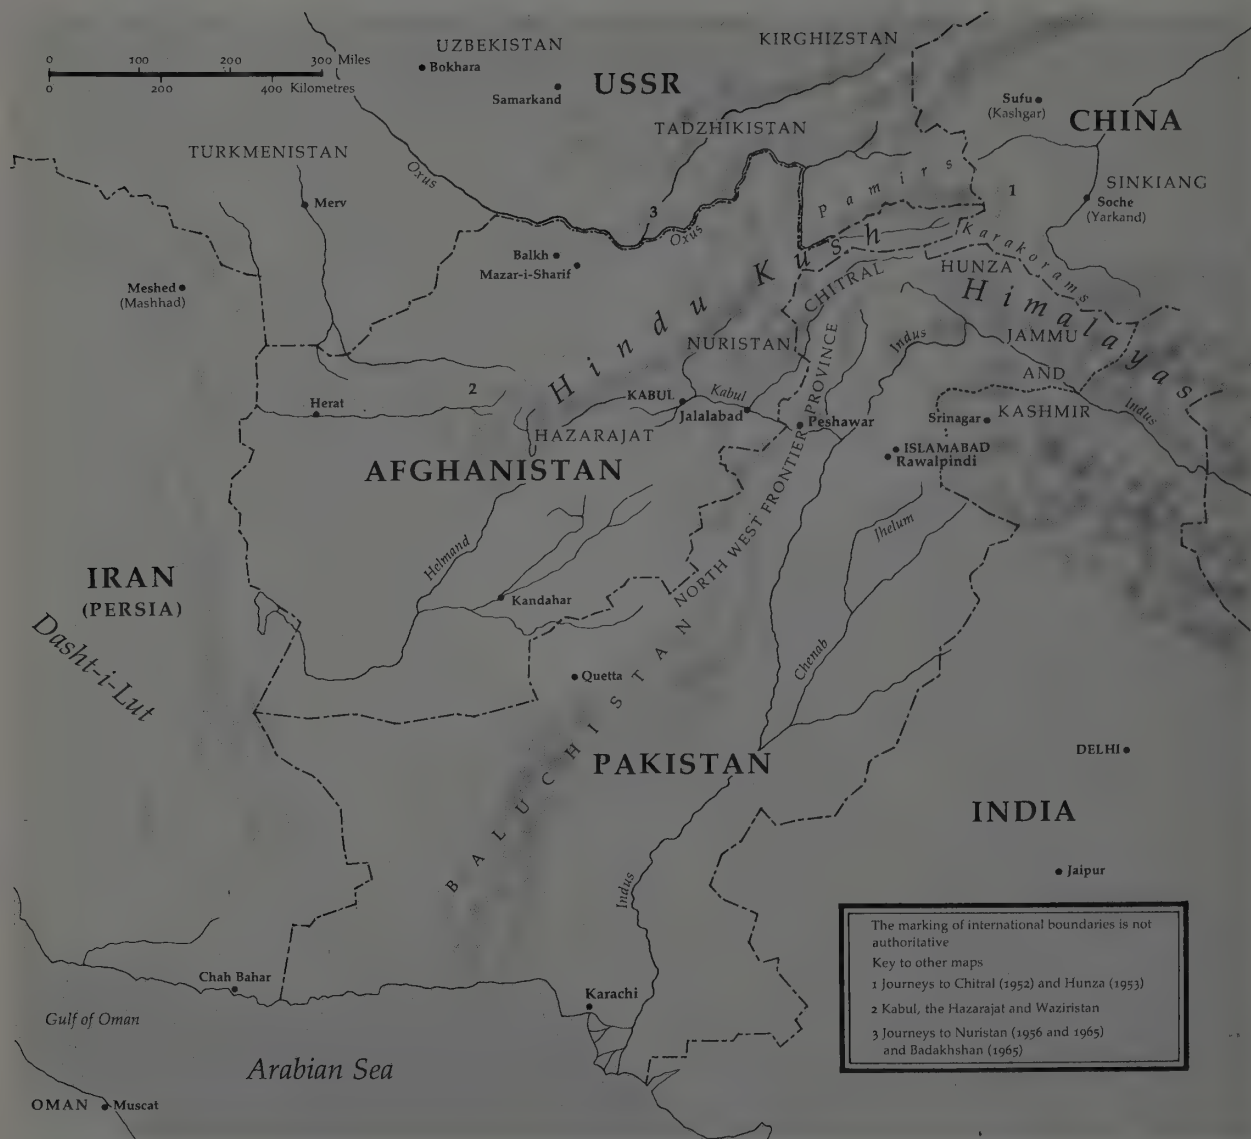 0 100 200 300 Miles
0 200 400 Kilometres
UZBEKISTAN
Bokhara
Samarkand
USSR
KIRGHIZSTAN
TADZHIKISTAN
Sufu
(Kashgar)
CHINA
SINKIANG
Soche
(Yarkand)
TURKMENISTAN
Merv
Oxus
3
Oxus
Pamirs
1
Balkh
Mazar-i-Sharif
Meshed
(Mashhad)
Hindu Kush
Karakorams
CHITRAL
HUNZA
Himalayas
NURISTAN
Indus
JAMMU
AND
KASHMIR
Srinagar
Indus
2
Herat
KABUL
Kabul
Jalalabad
Peshawar
HAZARAJAT
ISLAMABAD
Rawalpindi
AFGHANISTAN
NORTH WEST FRONTIER PROVINCE
Jhelum
Helmand
IRAN
(PERSIA)
Kandahar
Dasht-i-Lut
Chenab
Quetta
BALUCHISTAN
PAKISTAN
DELHI
INDIA
Jaipur
Indus
Chah Bahar
Karachi
Gulf of Oman
Arabian Sea
OMAN
Muscat
The marking of international boundaries is not
authoritative
Key to other maps
1 Journeys to Chitral (1952) and Hunza (1953)
2 Kabul, the Hazarajat and Waziristan
3 Journeys to Nuristan (1956 and 1965)
and Badakhshan (1965)